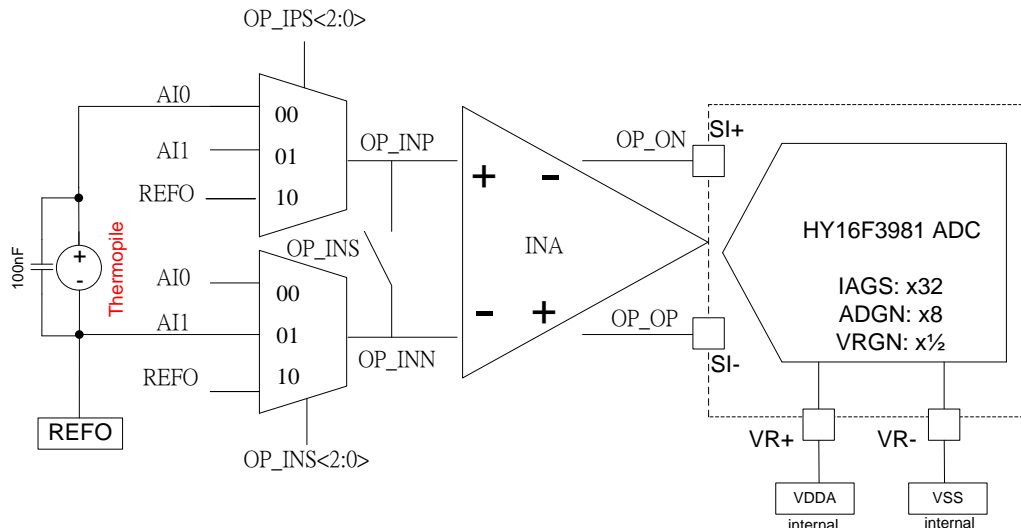 OP_IPS<2:0>
AI0
00
AI1
01
REFO
10
OP_INP
OP_INS
AI0
00
AI1
01
REFO
10
OP_INN
OP_INS<2:0>
100nF
+
-
Thermopile
REFO
+
-
INA
-
+
OP_ON
OP_OP
SI+
SI-
HY16F3981 ADC
IAGS: x32
ADGN: x8
VRGN: x½
VR+
VR-
VDDA
VSS
internal
internal